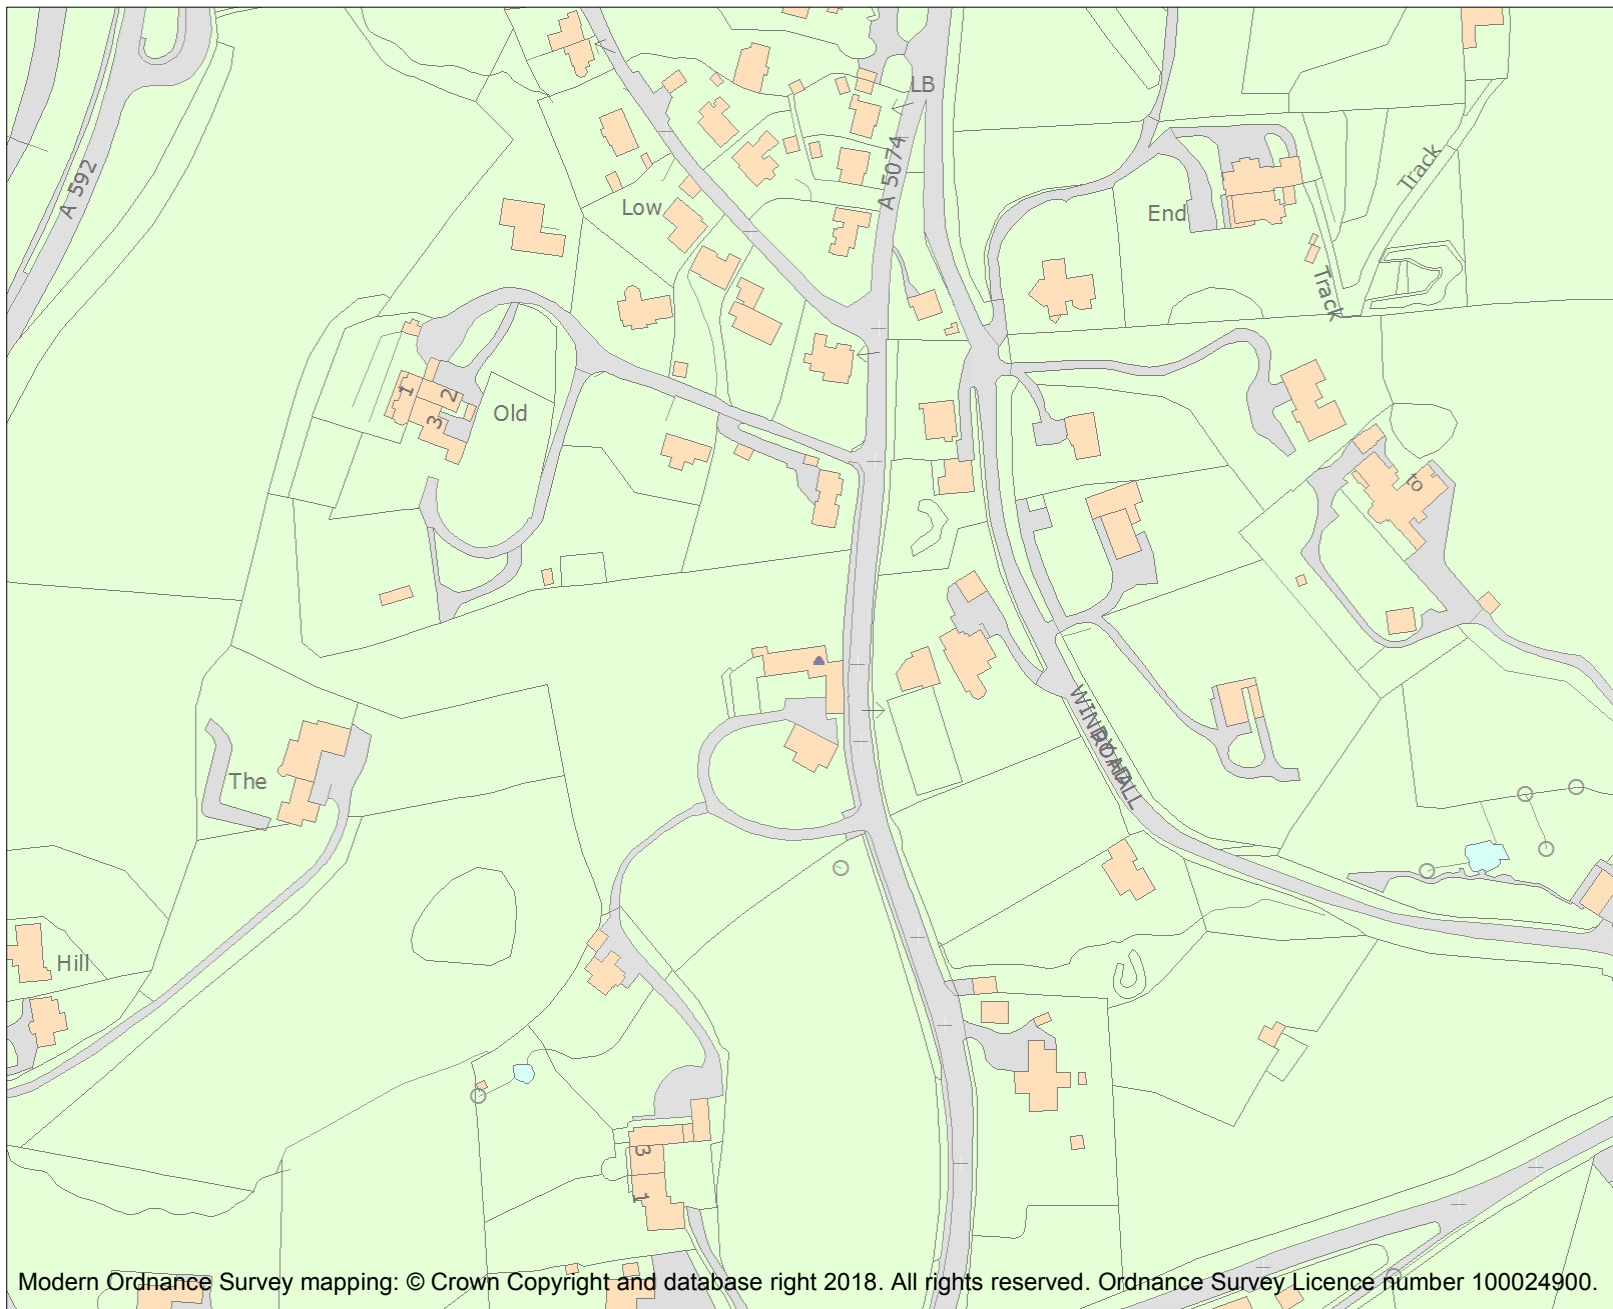 LB
A 592
A 5074
Track
Low
End
Track
1
2
3
Old
to
WINDY HALL
ROAD
The
Hill
3
1
Modern Ordnance Survey mapping: © Crown Copyright and database right 2018. All rights reserved. Ordnance Survey Licence number 100024900.